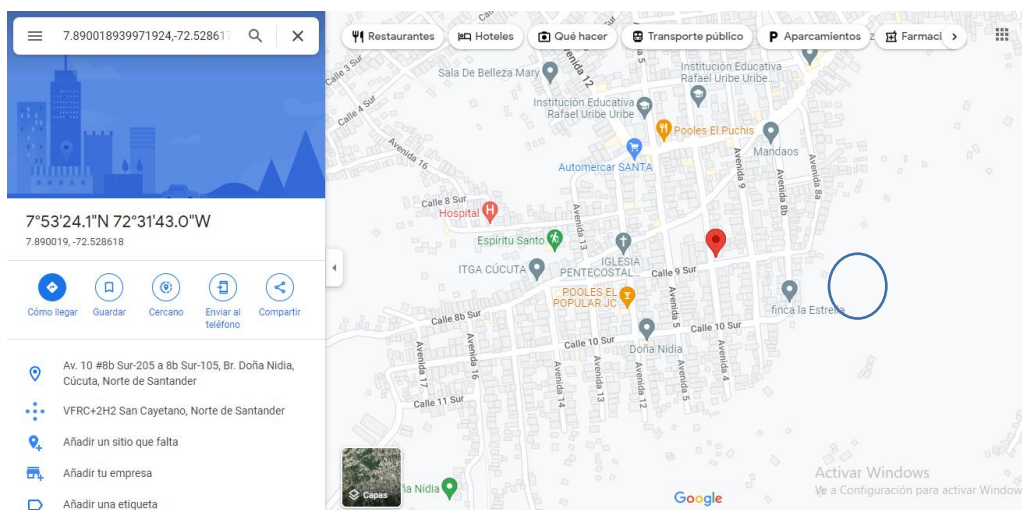 7.890018939971924,-72.52861
7°53'24.1"N 72°31'43.0"W
7.890019, -72.528618
Cómo llegar
Guardar
Cercano
Enviar al
teléfono
Compartir
Av. 10 #8b Sur-205 a 8b Sur-105, Br. Doña Nidia,
Cúcuta, Norte de Santander
VFRC+2H2 San Cayetano, Norte de Santander
Añadir un sitio que falta
Añadir tu empresa
Añadir una etiqueta
Restaurantes
Hoteles
Qué hacer
Transporte público
Aparcamientos
Farmaci
Calle 3 Sur
Calle 4 Sur
Sala De Belleza Mary
Avenida 12
Institución Educativa
Rafael Uribe Uribe...
Institución Educativa
Rafael Uribe Uribe
Pooles El Puchis
Mandaos
Avenida 16
Automercar SANTA
Avenida 9
Avenida 8b
Avenida 8a
Calle 8 Sur
Hospital
Avenida 13
Espíritu Santo
ITGA CÚCUTA
IGLESIA
PENTECOSTAL...
Calle 9 Sur
POOLES EL
POPULAR JC
finca la Estrella
Calle 8b Sur
Avenida 5
Calle 10 Sur
Calle 10 Sur
Doña Nidia
Avenida 17
Avenida 16
Avenida 14
Avenida 13
Avenida 12
Avenida 5
Avenida 4
Calle 11 Sur
Capas
ia Nidia
Google
Activar Windows
Ve a Configuración para activar Window